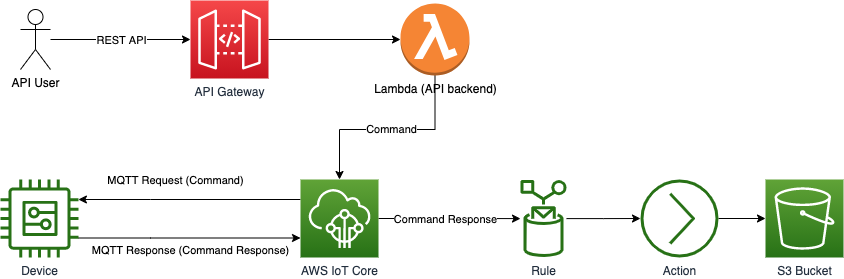 REST API
API User
API Gateway
Lambda (API backend)
Command
MQTT Request (Command)
Command Response
MQTT Response (Command Response)
Device
AWS IoT Core
Rule
Action
S3 Bucket